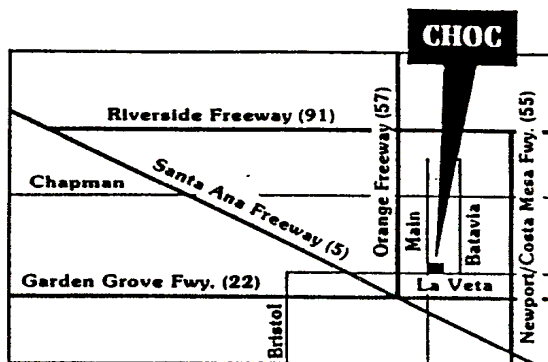 CHOC
Riverside Freeway (91)
Orange Freeway (57)
Newport/Costa Mesa Fwy. (55)
Santa Ana Freeway (5)
Chapman
Main
Batavia
Garden Grove Fwy. (22)
La Veta
Bristol